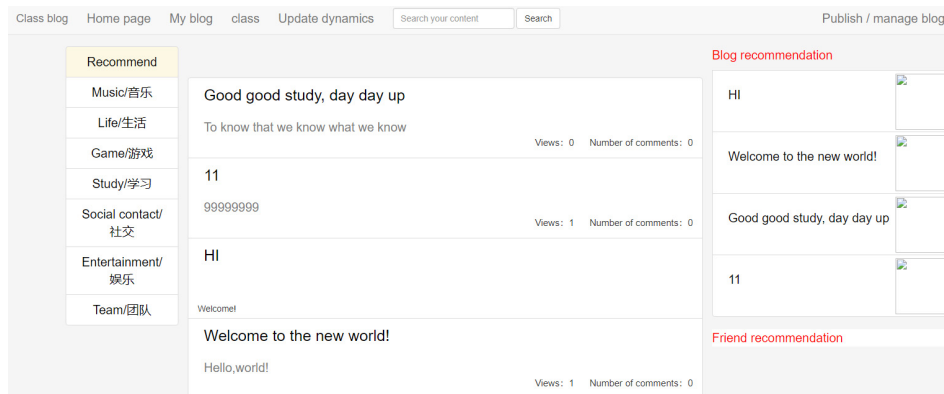 Class blog Home page My blog class Update dynamics Search your content Search Publish / manage blog
Recommend
Music/音乐
Life/生活
Game/游戏
Study/学习
Social contact/
社交
Entertainment/
娱乐
Team/团队
Good good study, day day up
To know that we know what we know
Views: 0 Number of comments: 0
11
99999999
Views: 1 Number of comments: 0
HI
Welcome!
Welcome to the new world!
Hello,world!
Views: 1 Number of comments: 0
Blog recommendation
HI
Welcome to the new world!
Good good study, day day up
11
Friend recommendation